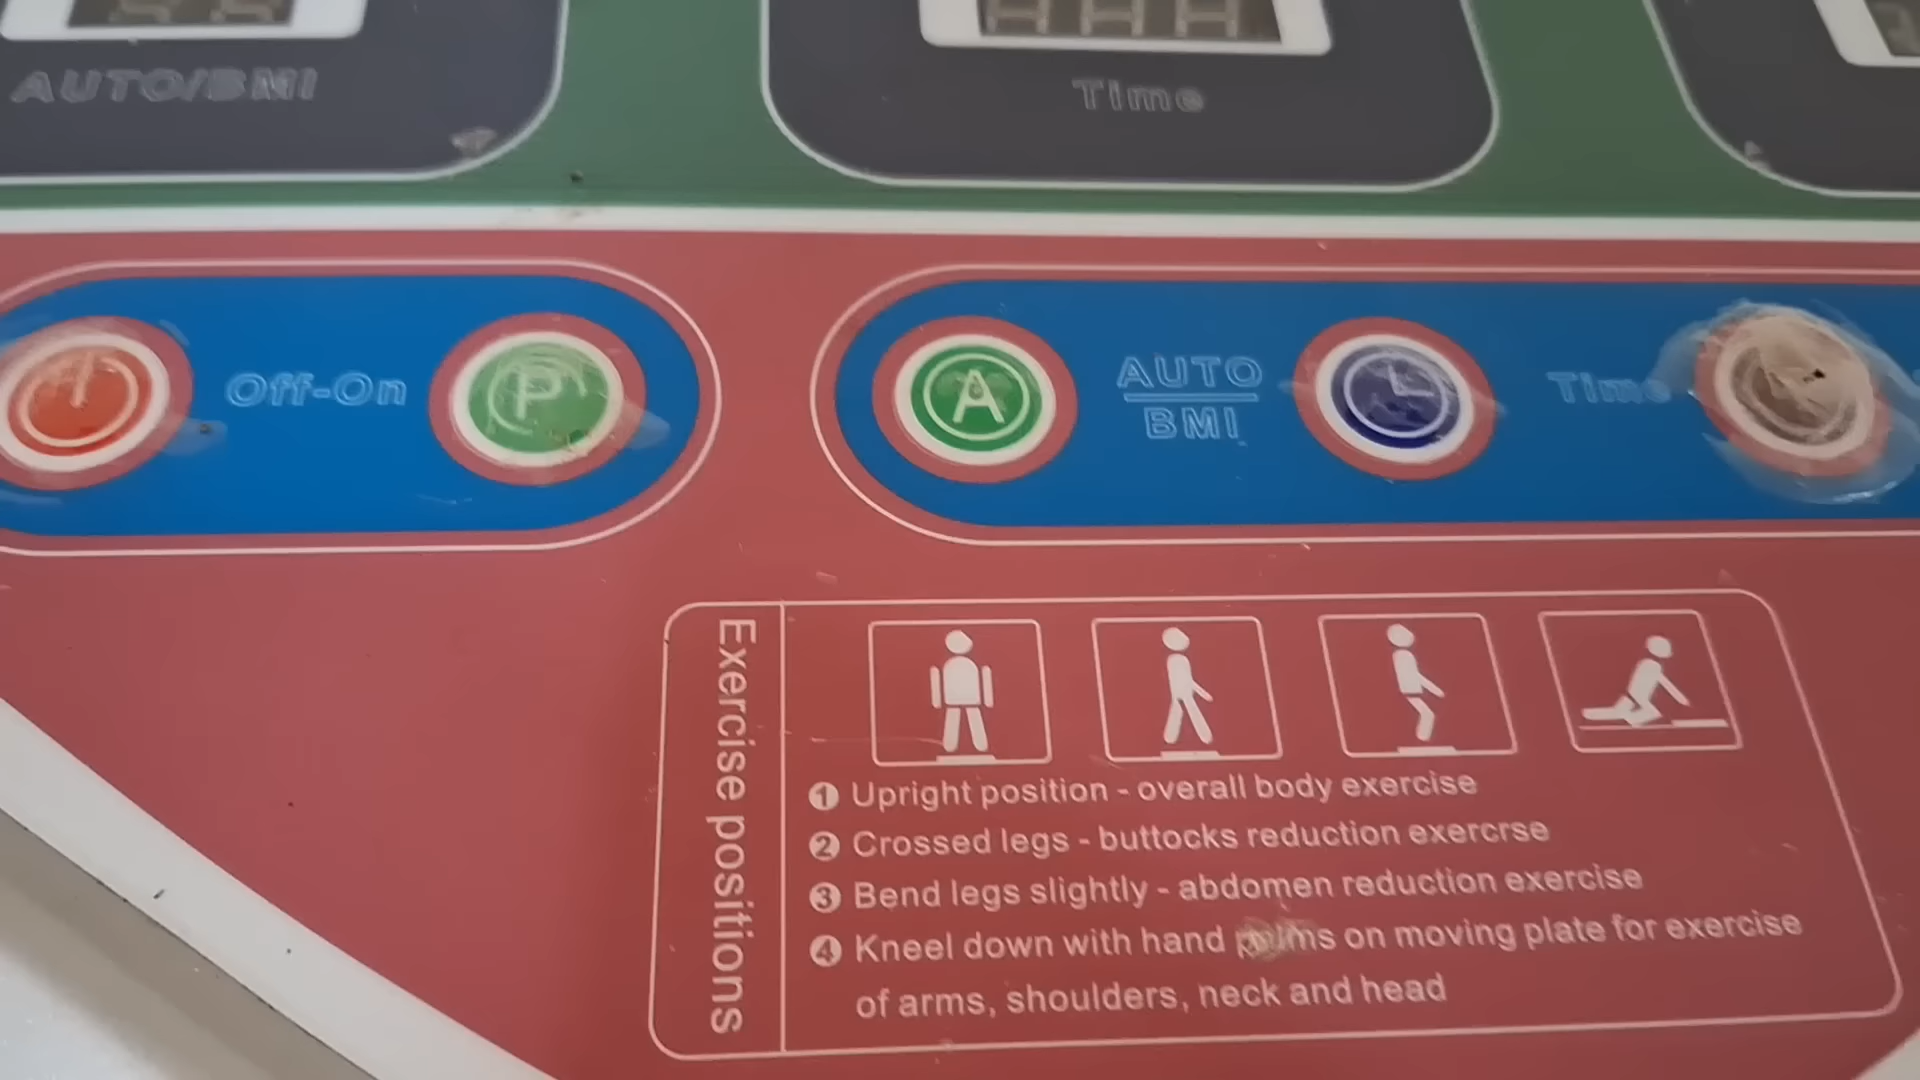 AUTO/BMI
Time
Off-On
P
A
AUTO
BMI
Time
Exercise positions
1 Upright position - overall body exercise
2 Crossed legs - buttocks reduction exercrse
3 Bend legs slightly - abdomen reduction exercise
4 Kneel down with hand palms on moving plate for exercise
of arms, shoulders, neck and head